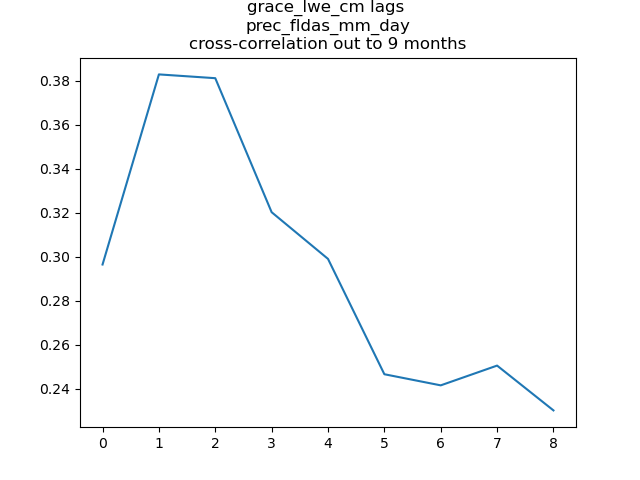 grace_lwe_cm lags
prec_fldas_mm_day
cross-correlation out to 9 months
0.38
0.36
0.34
0.32
0.30
0.28
0.26
0.24
0 1 2 3 4 5 6 7 8